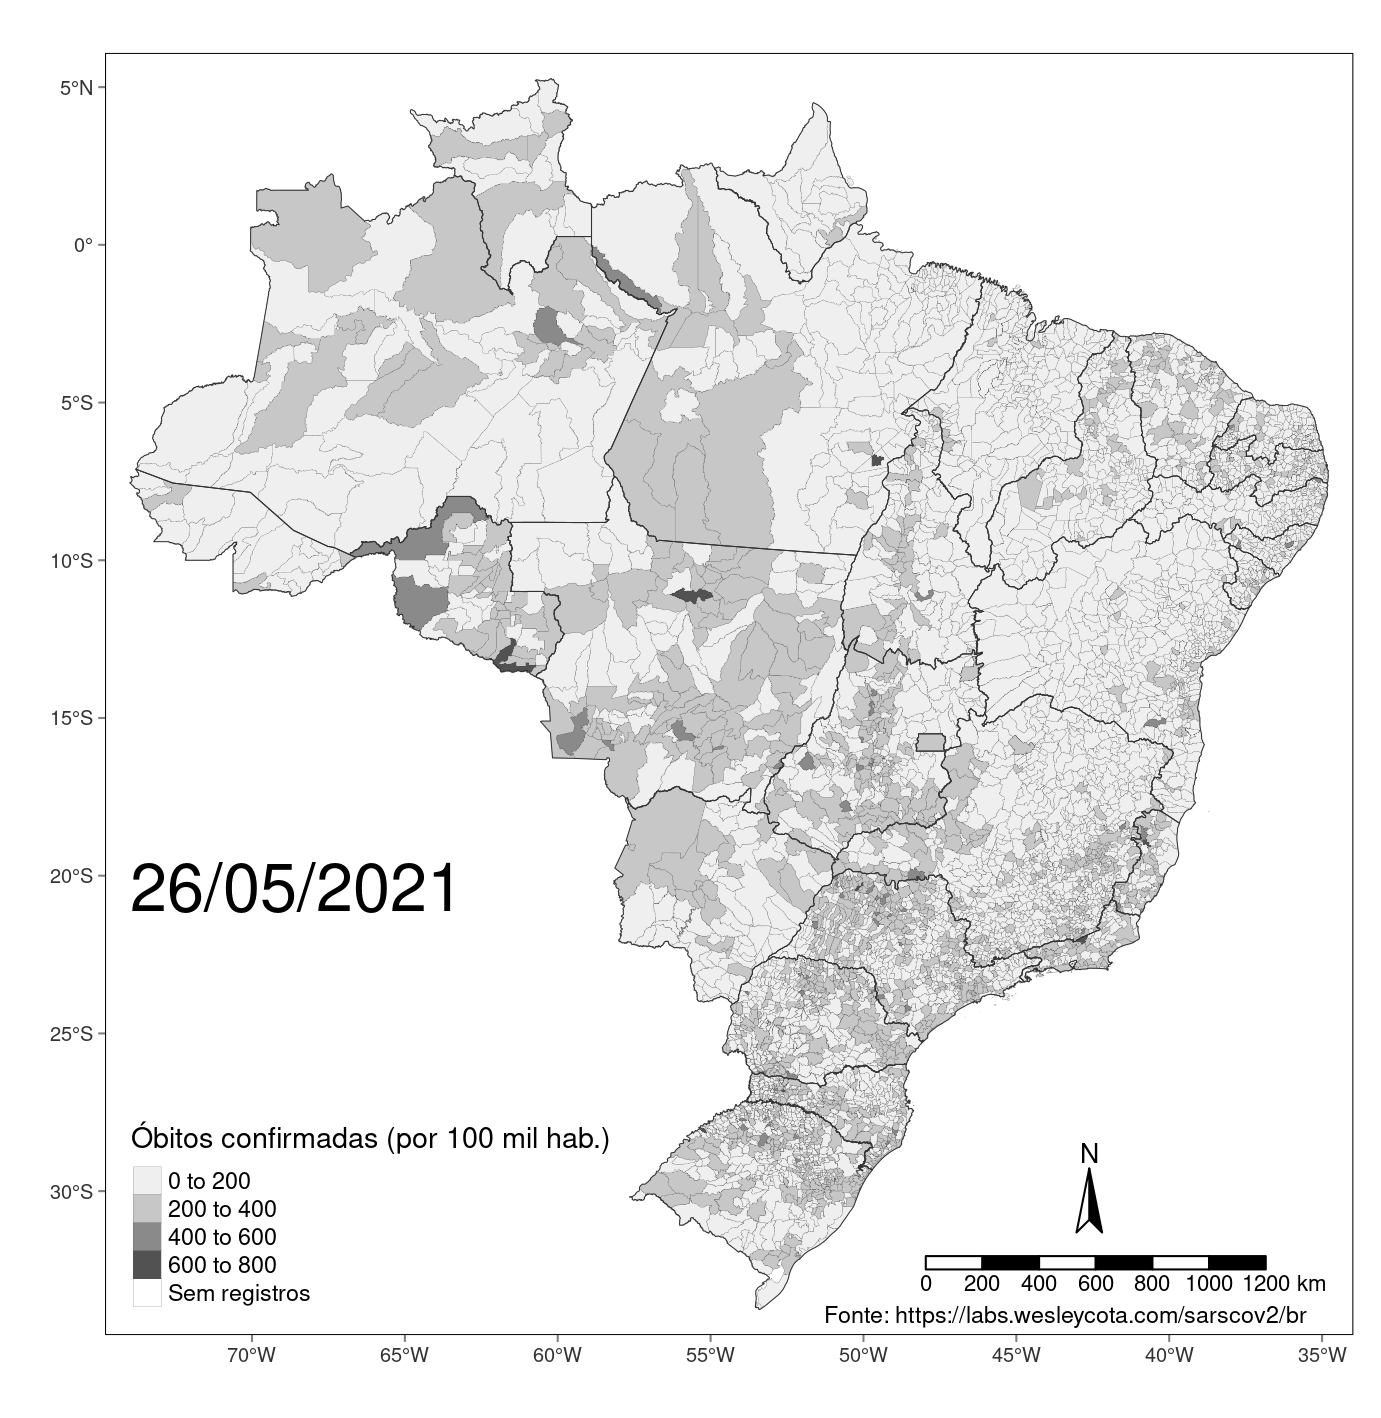 5°N
0°
5°S
10°S
15°S
20°S
25°S
30°S
26/05/2021
Óbitos confirmadas (por 100 mil hab.)
0 to 200
200 to 400
400 to 600
600 to 800
Sem registros
N
0 200 400 600 800 1000 1200 km
Fonte: https://labs.wesleycota.com/sarscov2/br
70°W 65°W 60°W 55°W 50°W 45°W 40°W 35°W